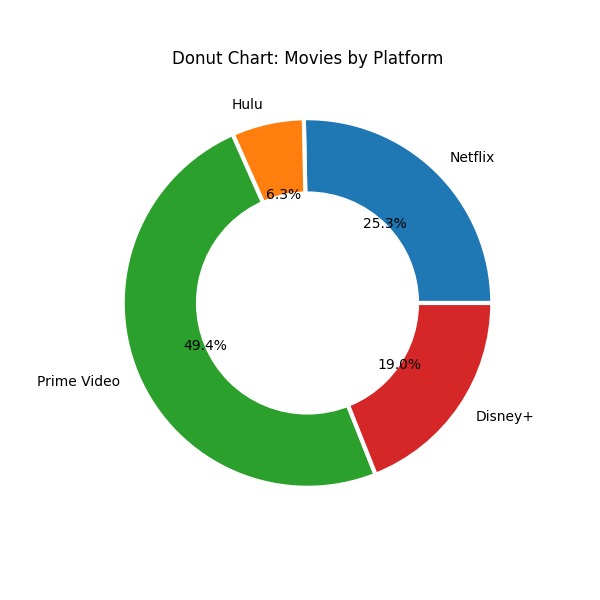 Donut Chart: Movies by Platform
Hulu
Netflix
6.3%
25.3%
49.4%
19.0%
Prime Video
Disney+